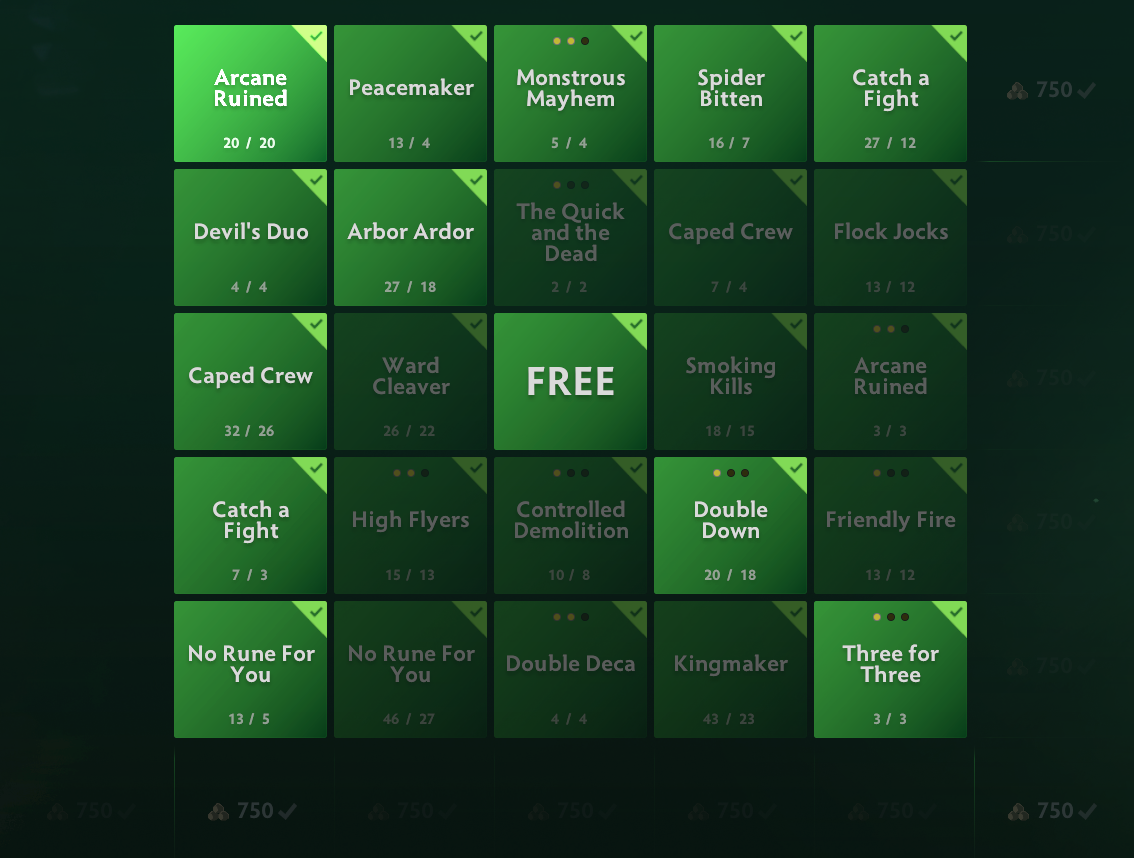 Arcane
Ruined
20 / 20
Peacemaker
13 / 4
Monstrous
Mayhem
5 / 4
Spider
Bitten
16 / 7
Catch a
Fight
27 / 12
750
Devil's Duo
4 / 4
Arbor Ardor
27 / 18
The Quick
and the
Dead
2 / 2
Caped Crew
7 / 4
Flock Jocks
13 / 12
750
Caped Crew
32 / 26
Ward
Cleaver
26 / 22
FREE
Smoking
Kills
18 / 15
Arcane
Ruined
3 / 3
750
Catch a
Fight
7 / 3
High Flyers
15 / 13
Controlled
Demolition
10 / 8
Double
Down
20 / 18
Friendly Fire
13 / 12
750
No Rune For
You
13 / 5
No Rune For
You
46 / 27
Double Deca
4 / 4
Kingmaker
43 / 23
Three for
Three
3 / 3
750
750
750
750
750
750
750